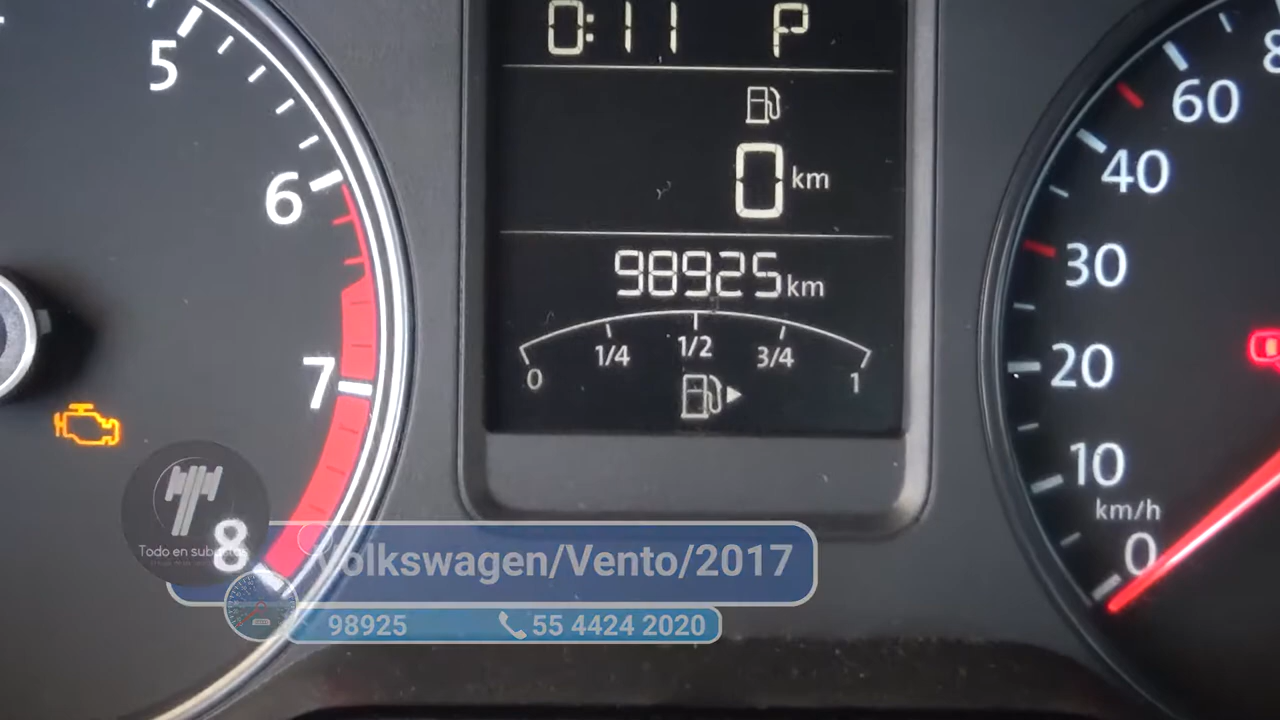 0:11 P
0 km
98925 km
0 1/4 1/2 3/4 1
5
6
7
8
8
60
40
30
20
10
km/h
0
Todo en subastas
Volkswagen/Vento/2017
98925 55 4424 2020